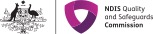 NDIS Quality
and Safeguards
Commission